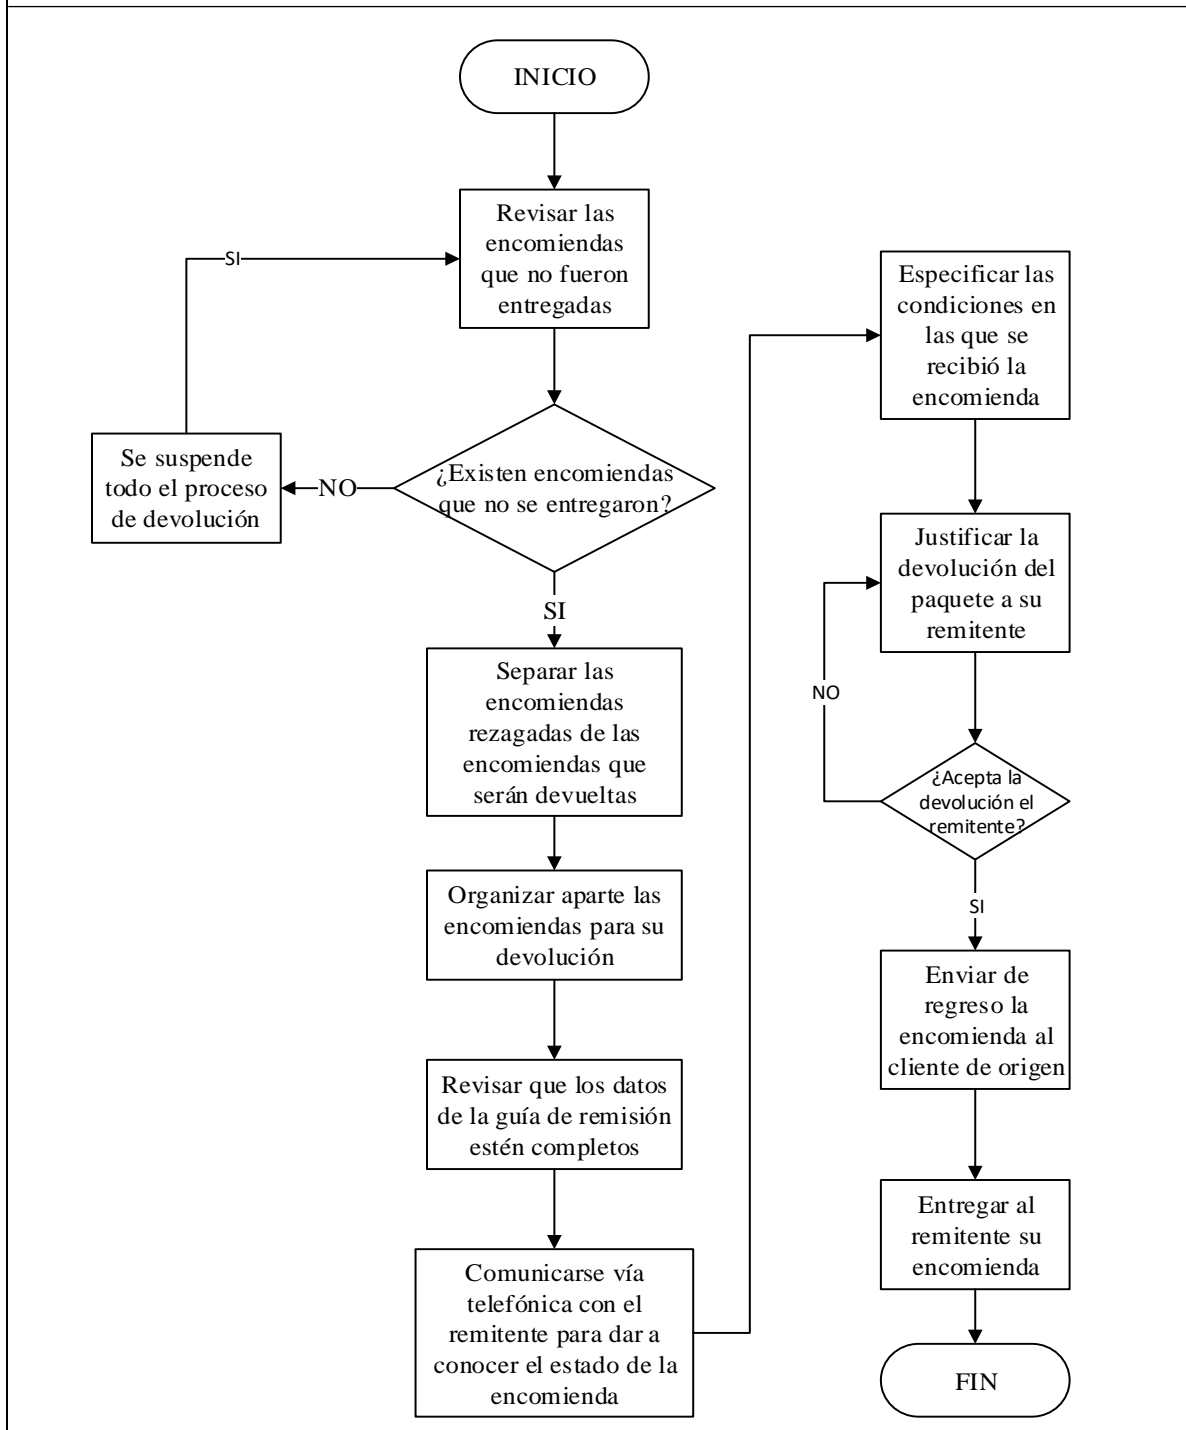 INICIO
Revisar las
encomiendas
que no fueron
entregadas
SI
¿Existen encomiendas
que no se entregaron?
NO
Se suspende
todo el proceso
de devolución
SI
Separar las
encomiendas
rezagadas de las
encomiendas que
serán devueltas
Organizar aparte las
encomiendas para su
devolución
Revisar que los datos
de la guía de remisión
estén completos
Comunicarse vía
telefónica con el
remitente para dar a
conocer el estado de la
encomienda
Especificar las
condiciones en
las que se
recibió la
encomienda
Justificar la
devolución del
paquete a su
remitente
NO
¿Acepta la
devolución el
remitente?
SI
Enviar de
regreso la
encomienda al
cliente de origen
Entregar al
remitente su
encomienda
FIN